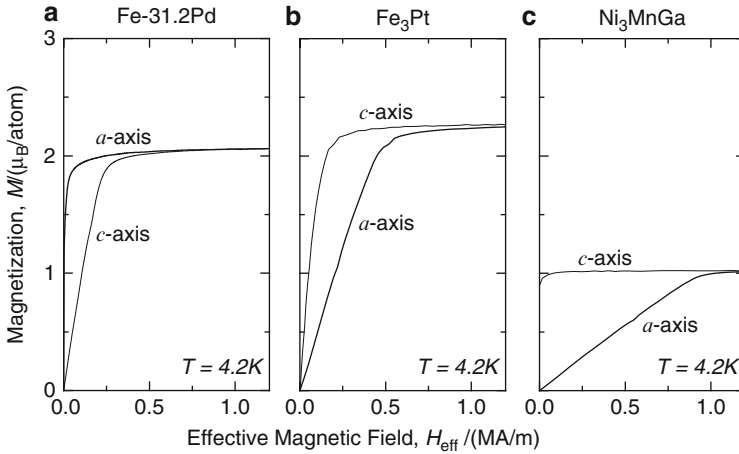 a Fe-31.2Pd
b Fe₃Pt
c Ni₃MnGa
Magnetization, M/(μB/atom)
3
2
1
0
a-axis
c-axis
T = 4.2K
c-axis
a-axis
T = 4.2K
c-axis
a-axis
T = 4.2K
0.0 0.5 1.0
0.0 0.5 1.0
0.0 0.5 1.0
Effective Magnetic Field, Heff /(MA/m)